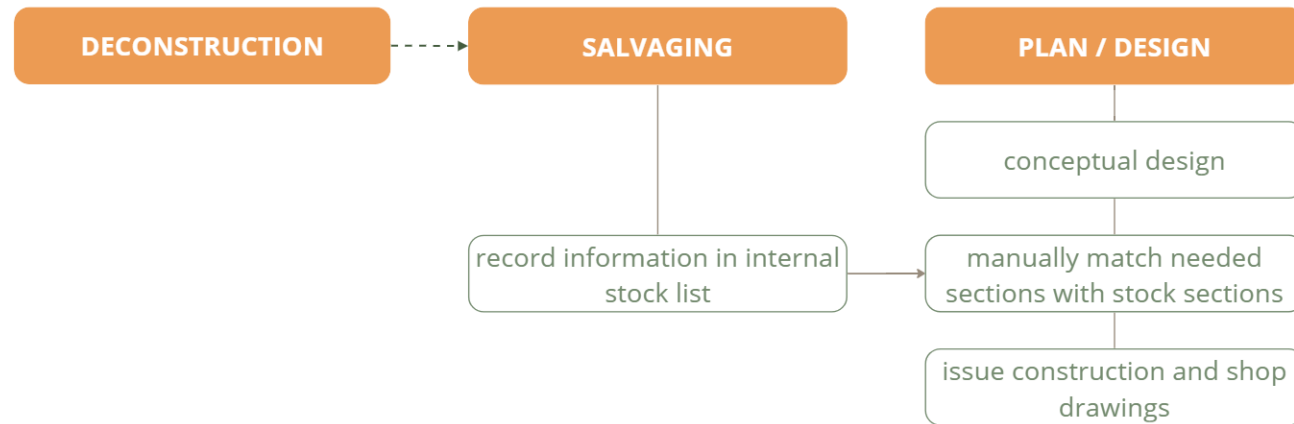 DECONSTRUCTION
SALVAGING
PLAN / DESIGN
conceptual design
record information in internal
stock list
manually match needed
sections with stock sections
issue construction and shop
drawings